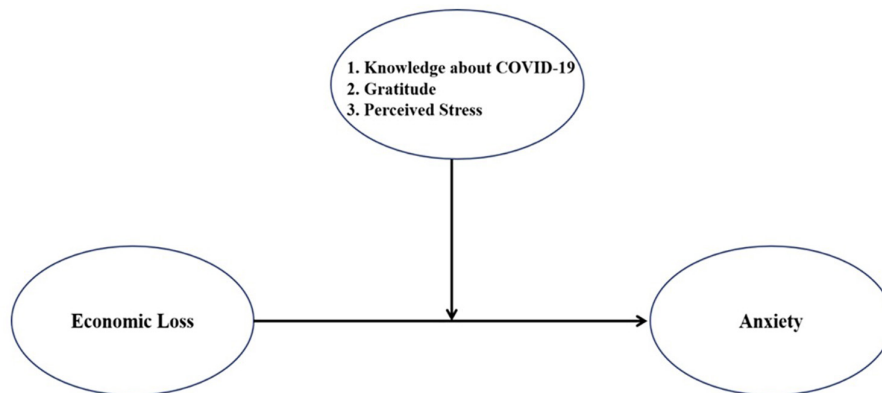 1. Knowledge about COVID-19
2. Gratitude
3. Perceived Stress
Economic Loss
Anxiety